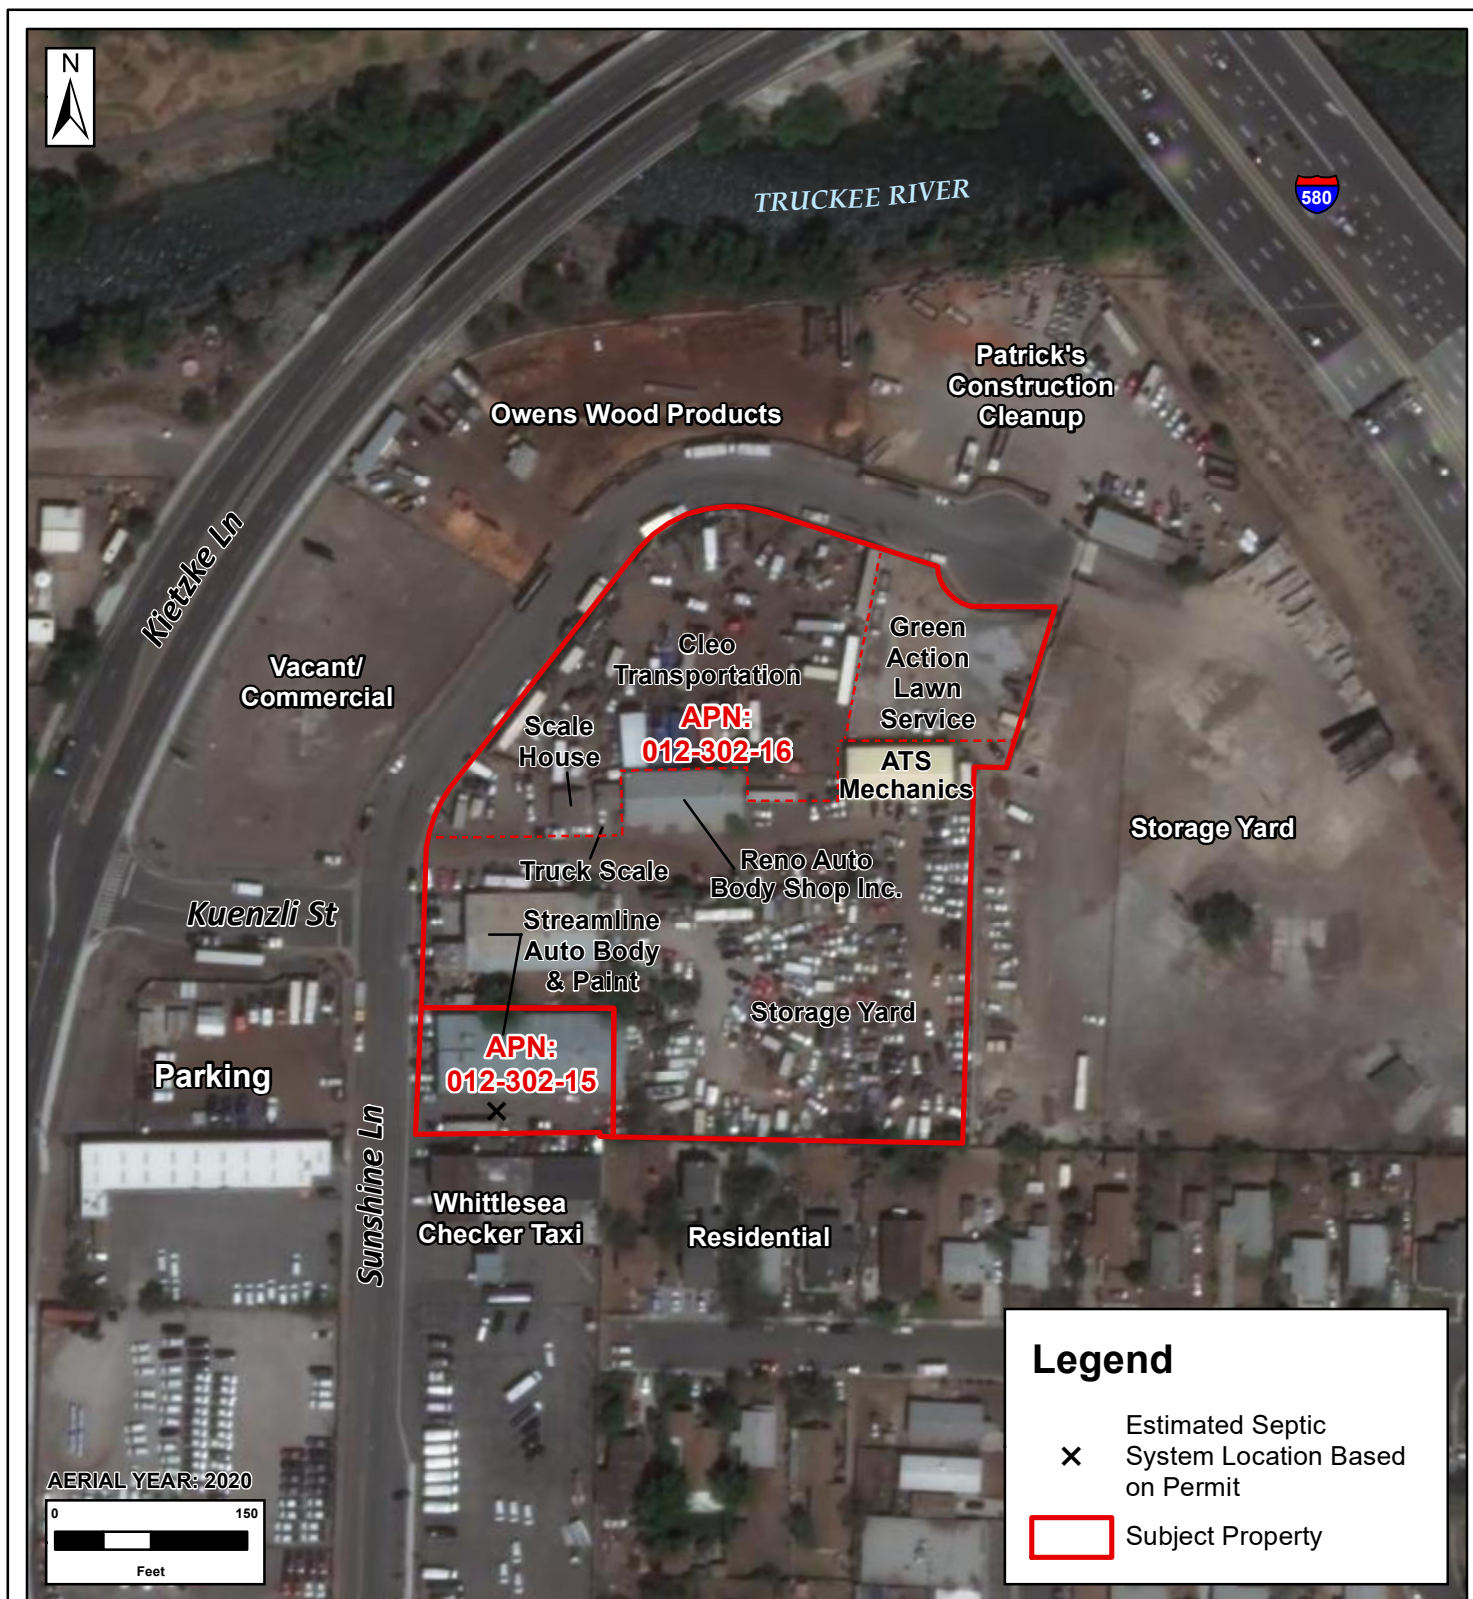 N
TRUCKEE RIVER
580
Patrick's
Construction
Cleanup
Owens Wood Products
Kietzke Ln
Vacant/
Commercial
Cleo
Transportation
APN:
012-302-16
Green
Action
Lawn
Service
Scale
House
ATS
Mechanics
Storage Yard
Truck Scale
Reno Auto
Body Shop Inc.
Kuenzli St
Streamline
Auto Body
& Paint
Storage Yard
APN:
012-302-15
Parking
Sunshine Ln
Whittlesea
Checker Taxi
Residential
Legend
Estimated Septic
System Location Based
on Permit
Subject Property
AERIAL YEAR: 2020
0 150
Feet